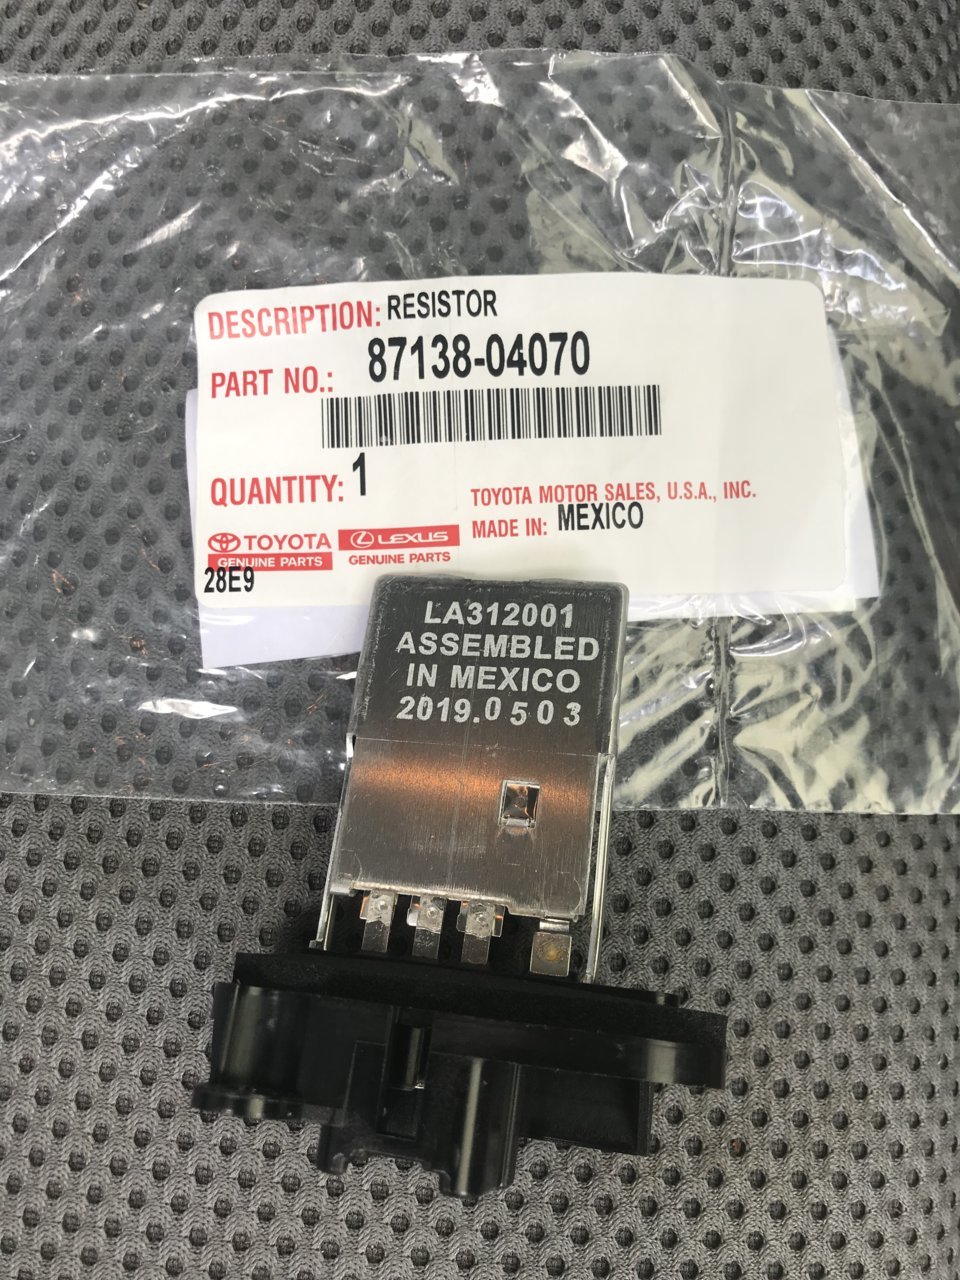 DESCRIPTION: RESISTOR
PART NO.: 87138-04070
QUANTITY: 1
TOYOTA MOTOR SALES, U.S.A., INC.
MADE IN: MEXICO
TOYOTA
GENUINE PARTS
LEXUS
GENUINE PARTS
28E9
LA312001
ASSEMBLED
IN MEXICO
2019.0503